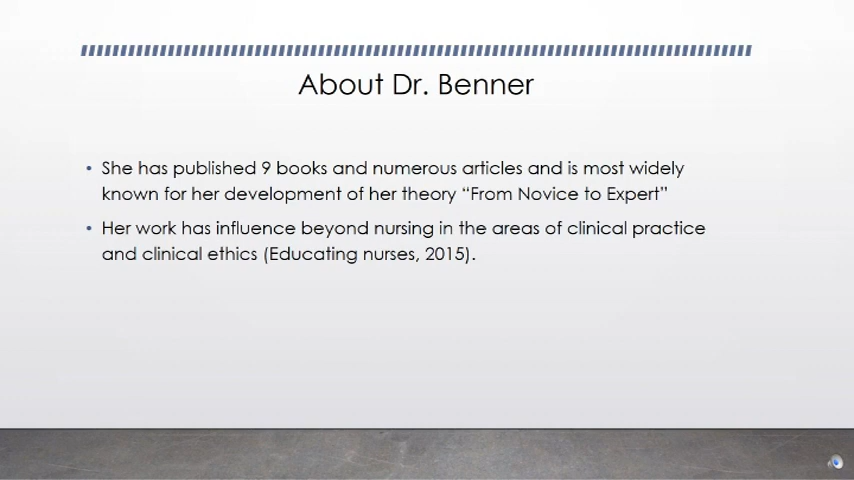 About Dr. Benner
• She has published 9 books and numerous articles and is most widely
known for her development of her theory “From Novice to Expert”
• Her work has influence beyond nursing in the areas of clinical practice
and clinical ethics (Educating nurses, 2015).